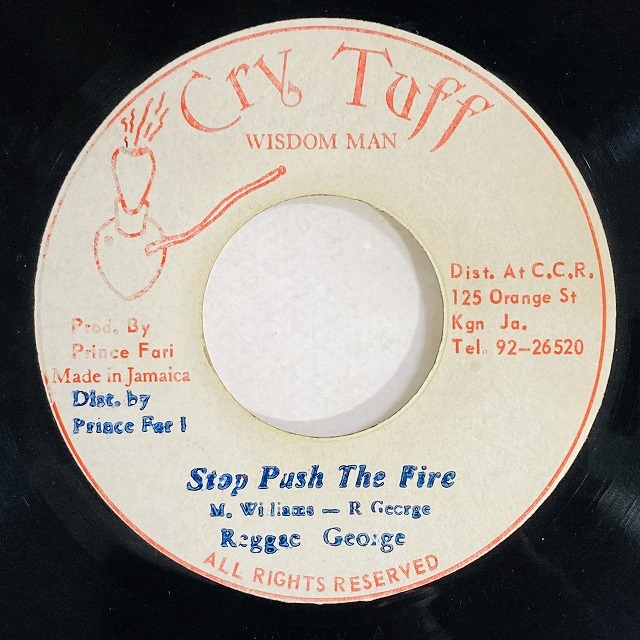 Cry Tuff
WISDOM MAN
Dist. At C.C.R.
125 Orange St
Kgn Ja.
Tel. 92-26520
Prod. By
Prince Fari
Made in Jamaica
Dist. by
Prince Far I
Stop Push The Fire
M. Williams — R George
Reggae George
ALL RIGHTS RESERVED